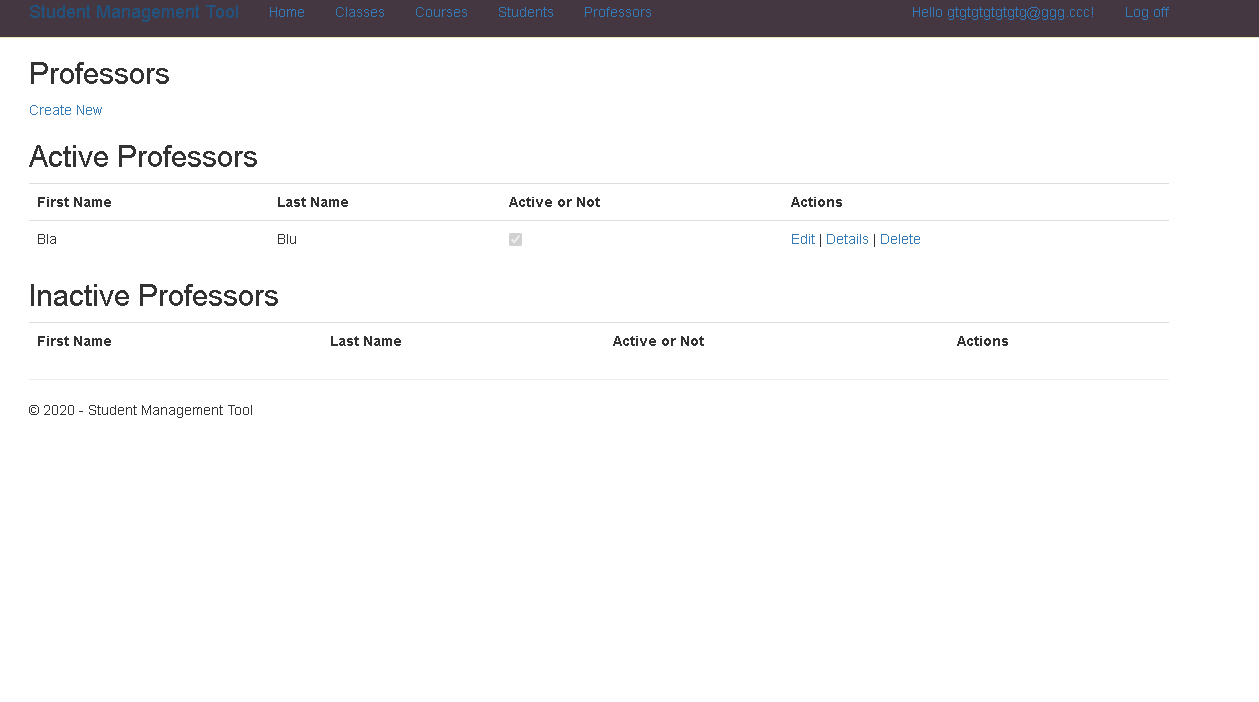 Student Management Tool Home Classes Courses Students Professors Hello gtgtgtgtgtgtg@ggg.ccc! Log off
Professors
Create New
Active Professors
First Name Last Name Active or Not Actions
Bla Blu Edit | Details | Delete
Inactive Professors
First Name Last Name Active or Not Actions
© 2020 - Student Management Tool